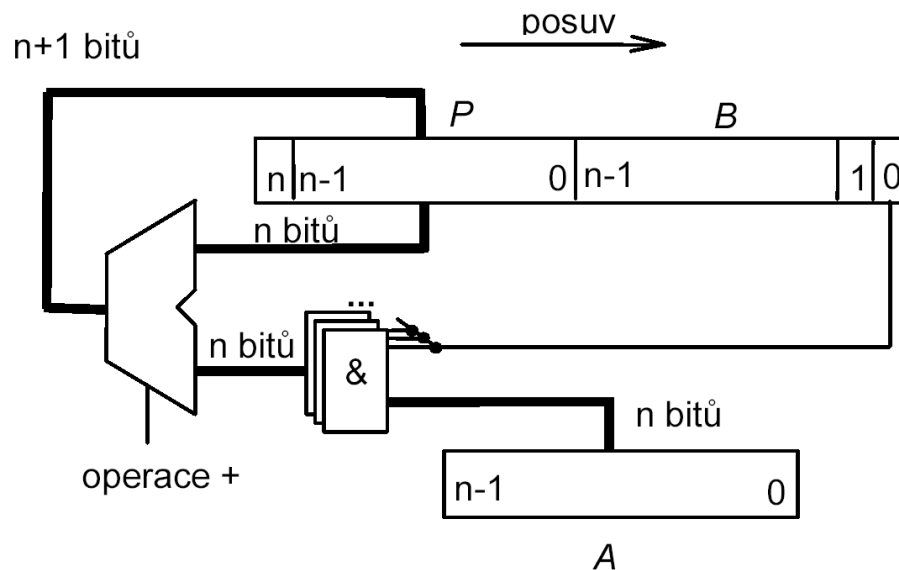 posuv
n+1 bitů
P
B
n n-1 0 n-1 1 0
n bitů
...
n bitů
&
n bitů
operace +
n-1 0
A